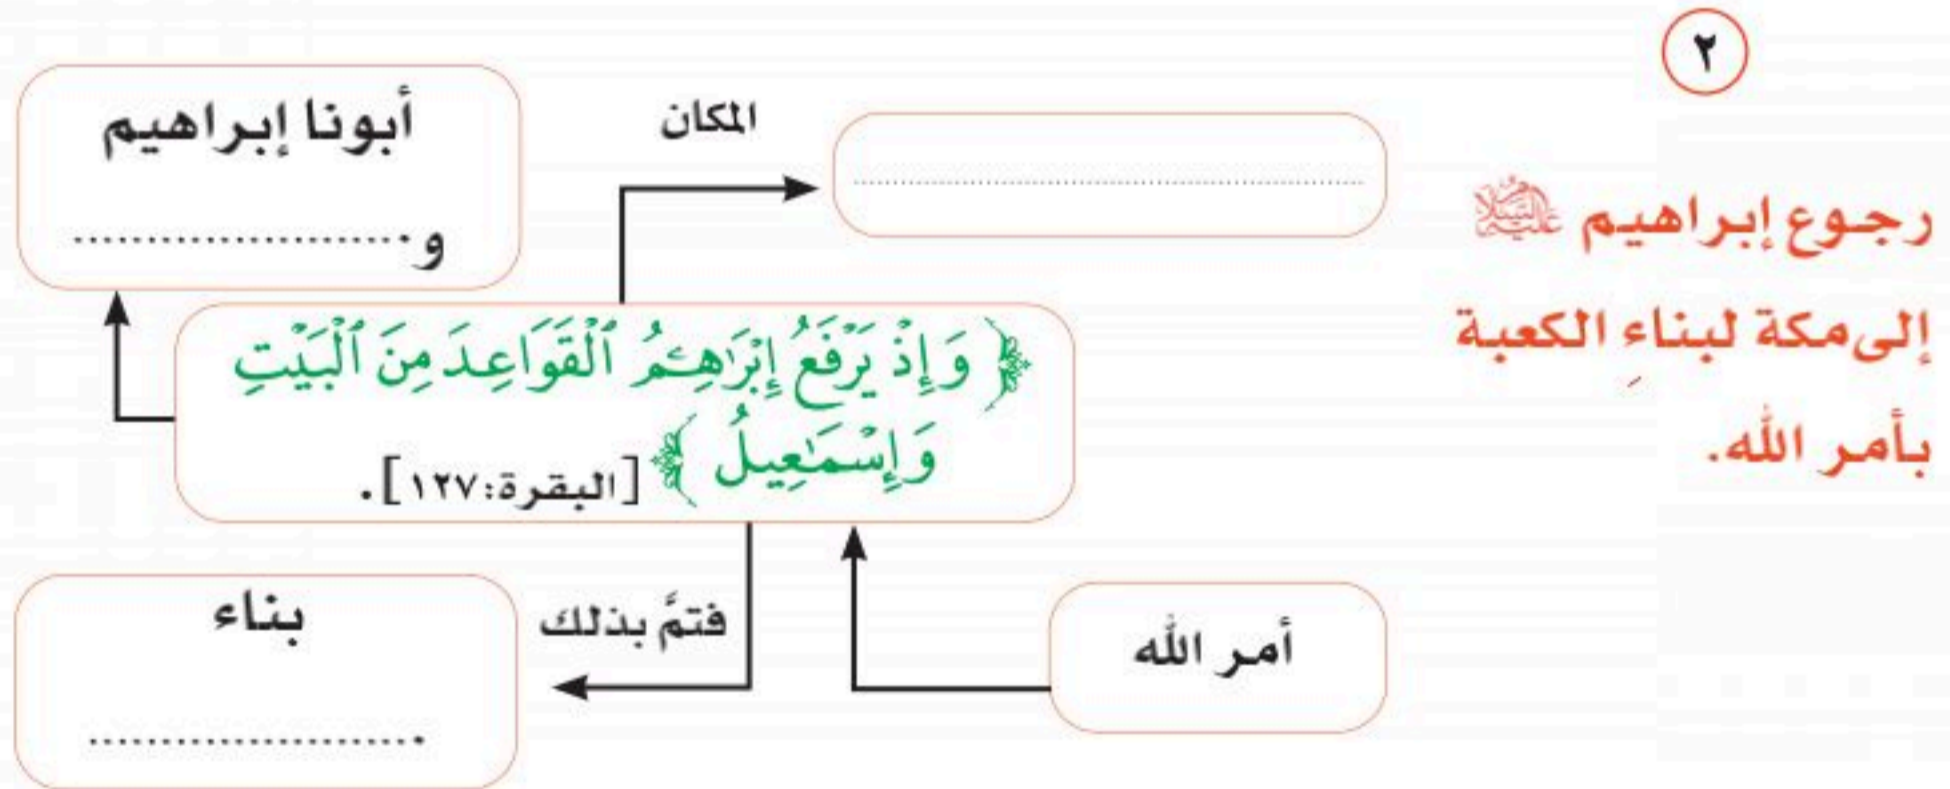 ٢
رجوع إبراهيم عليه السلام
إلى مكة لبناءِ الكعبة
بأمر الله.
المكان
................................
أبونا إبراهيم
و ......................
﴿ وَإِذْ يَرْفَعُ إِبْرَٰهِـۧمُ ٱلْقَوَاعِدَ مِنَ ٱلْبَيْتِ
وَإِسْمَٰعِيلُ ﴾ [البقرة:١٢٧].
أمر الله
فتمَّ بذلك
بناء
......................